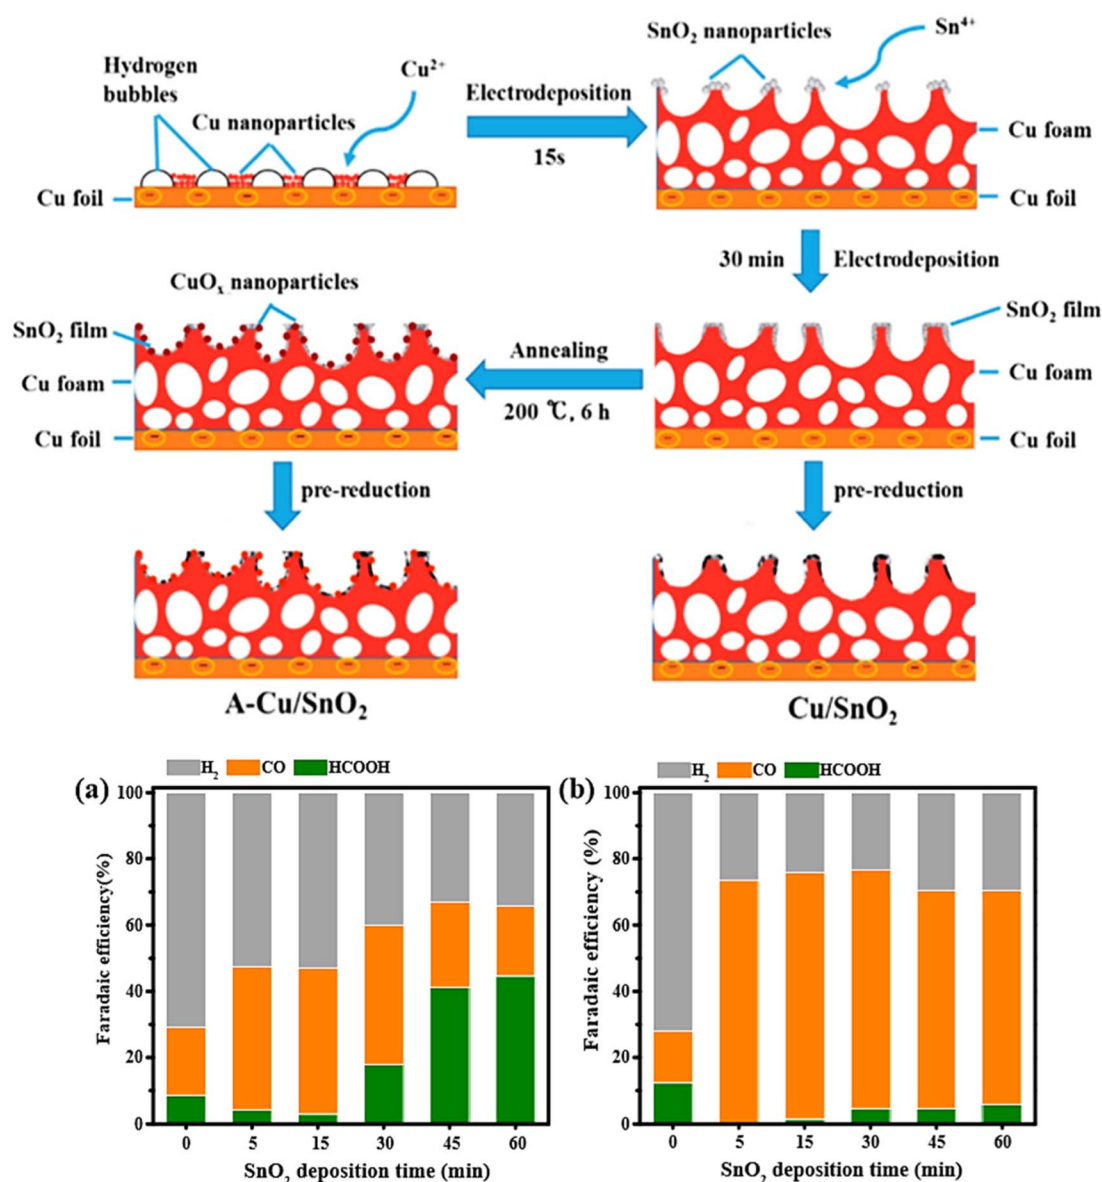 Hydrogen
bubbles
Cu²⁺
Cu nanoparticles
Cu foil
Electrodeposition
15s
SnO₂ nanoparticles
Sn⁴⁺
Cu foam
Cu foil
30 min
Electrodeposition
CuOₓ nanoparticles
SnO₂ film
Cu foam
Cu foil
Annealing
200 ℃, 6 h
SnO₂ film
Cu foam
Cu foil
pre-reduction
pre-reduction
A-Cu/SnO₂
Cu/SnO₂
(a)
H₂ CO HCOOH
Faradaic efficiency(%)
100
80
60
40
20
0
0 5 15 30 45 60
SnO₂ deposition time (min)
(b)
H₂ CO HCOOH
Faradaic efficiency (%)
100
80
60
40
20
0
0 5 15 30 45 60
SnO₂ deposition time (min)